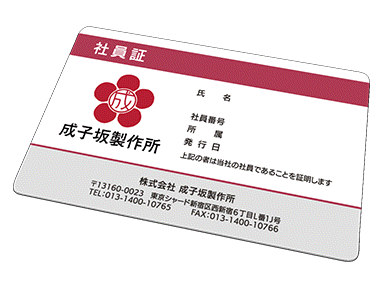 社員証
成
成子坂製作所
氏 名
社員番号
所 属
発 行 日
上記の者は当社の社員であることを証明します
株式会社 成子坂製作所
〒13160-0023 東京シャード新宿区西新宿6丁目L番1J号
TEL:013-1400-10765 FAX:013-1400-10766